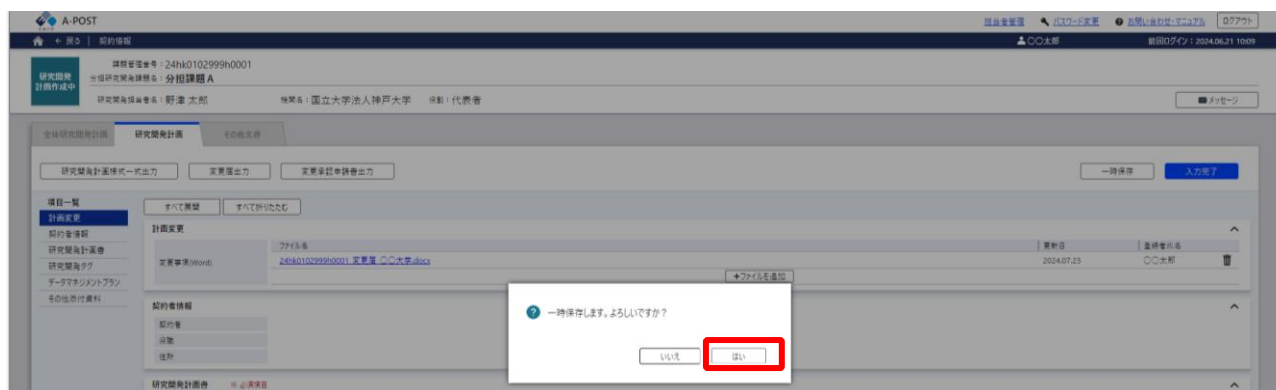 A-POST
担当者管理 パスワード変更 お問い合わせ・マニュアル ログアウト
← 戻る | 契約情報 〇〇太郎 前回ログイン:2024.06.21 10:09
研究開発
計画作成中
課題管理番号:24hk0102999h0001
分担研究開発課題名:分担課題 A
研究開発担当者名:野津 太郎 機関名:国立大学法人神戸大学 役割:代表者 メッセージ
全体研究開発計画 研究開発計画 その他文書
研究開発計画様式一式出力 変更届出力 変更承認申請書出力 一時保存 入力完了
項目一覧
計画変更
契約者情報
研究開発計画書
研究開発タグ
データマネジメントプラン
その他添付資料
すべて展開 すべて折りたたむ
計画変更
ファイル名 更新日 登録者氏名
変更事項(Word) 24hk0102999h0001_変更届_〇〇大学.docx 2024.07.23 〇〇太郎
+ファイルを追加
契約者情報
契約者
役職
住所
研究開発計画書 ※ 必須項目
一時保存します。よろしいですか?
いいえ はい